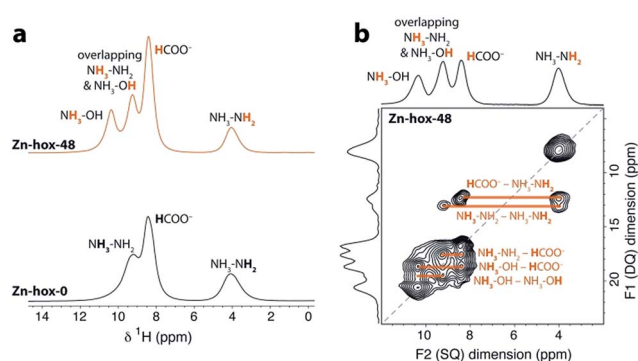 a
overlapping
NH₃-NH₂
& NH₃-OH
HCOO⁻
NH₃-OH
NH₃-NH₂
Zn-hox-48
HCOO⁻
NH₃-NH₂
NH₃-NH₂
Zn-hox-0
14 12 10 8 6 4 2 0
δ ¹H (ppm)
b
overlapping
NH₃-NH₂
& NH₃-OH
HCOO⁻
NH₃-NH₂
NH₃-OH
Zn-hox-48
HCOO⁻ – NH₃-NH₂
NH₃-NH₂ – NH₃-NH₂
NH₃-NH₂ – HCOO⁻
NH₃-OH – HCOO⁻
NH₃-OH – NH₃-OH
10
15
20
F1 (DQ) dimension (ppm)
10 8 6 4
F2 (SQ) dimension (ppm)